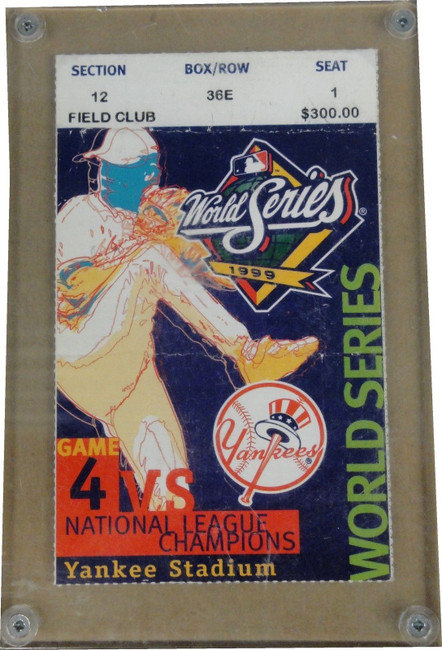 SECTION BOX/ROW SEAT
12 36E 1
FIELD CLUB $300.00
World Series ®
1999
Yankees ®
WORLD SERIES
GAME
4 VS
NATIONAL LEAGUE
CHAMPIONS
Yankee Stadium